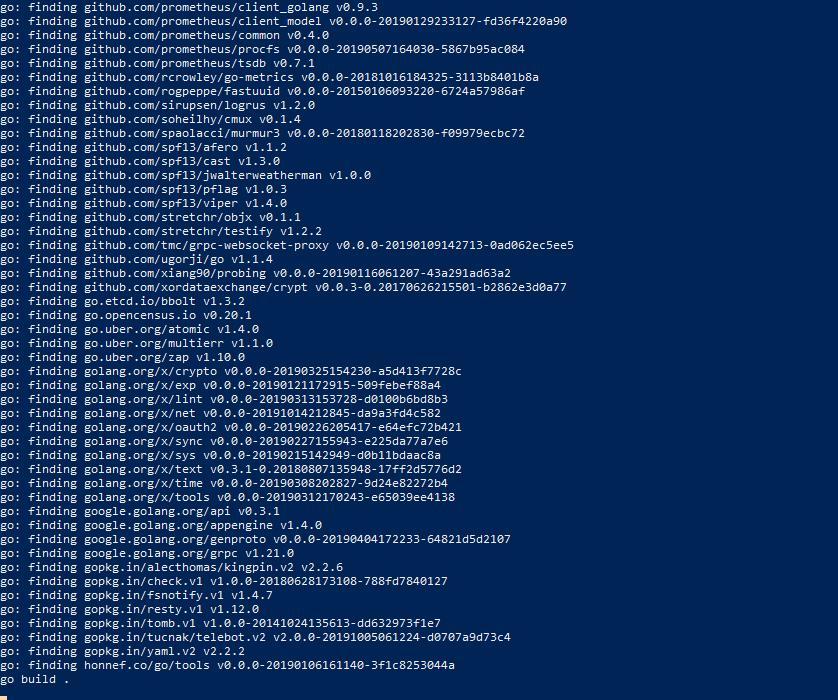 go: finding github.com/prometheus/client_golang v0.9.3
go: finding github.com/prometheus/client_model v0.0.0-20190129233127-fd36f4220a90
go: finding github.com/prometheus/common v0.4.0
go: finding github.com/prometheus/procfs v0.0.0-20190507164030-5867b95ac084
go: finding github.com/prometheus/tsdb v0.7.1
go: finding github.com/rcrowley/go-metrics v0.0.0-20181016184325-3113b8401b8a
go: finding github.com/rogpeppe/fastuuid v0.0.0-20150106093220-6724a57986af
go: finding github.com/sirupsen/logrus v1.2.0
go: finding github.com/soheilhy/cmux v0.1.4
go: finding github.com/spaolacci/murmur3 v0.0.0-20180118202830-f09979ecbc72
go: finding github.com/spf13/afero v1.1.2
go: finding github.com/spf13/cast v1.3.0
go: finding github.com/spf13/jwalterweatherman v1.0.0
go: finding github.com/spf13/pflag v1.0.3
go: finding github.com/spf13/viper v1.4.0
go: finding github.com/stretchr/objx v0.1.1
go: finding github.com/stretchr/testify v1.2.2
go: finding github.com/tmc/grpc-websocket-proxy v0.0.0-20190109142713-0ad062ec5ee5
go: finding github.com/ugorji/go v1.1.4
go: finding github.com/xiang90/probing v0.0.0-20190116061207-43a291ad63a2
go: finding github.com/xordataexchange/crypt v0.0.3-0.20170626215501-b2862e3d0a77
go: finding go.etcd.io/bbolt v1.3.2
go: finding go.opencensus.io v0.20.1
go: finding go.uber.org/atomic v1.4.0
go: finding go.uber.org/multierr v1.1.0
go: finding go.uber.org/zap v1.10.0
go: finding golang.org/x/crypto v0.0.0-20190325154230-a5d413f7728c
go: finding golang.org/x/exp v0.0.0-20190121172915-509febef88a4
go: finding golang.org/x/lint v0.0.0-20190313153728-d0100b6bd8b3
go: finding golang.org/x/net v0.0.0-20191014212845-da9a3fd4c582
go: finding golang.org/x/oauth2 v0.0.0-20190226205417-e64efc72b421
go: finding golang.org/x/sync v0.0.0-20190227155943-e225da77a7e6
go: finding golang.org/x/sys v0.0.0-20190215142949-d0b11bdaac8a
go: finding golang.org/x/text v0.3.1-0.20180807135948-17ff2d5776d2
go: finding golang.org/x/time v0.0.0-20190308202827-9d24e82272b4
go: finding golang.org/x/tools v0.0.0-20190312170243-e65039ee4138
go: finding google.golang.org/api v0.3.1
go: finding google.golang.org/appengine v1.4.0
go: finding google.golang.org/genproto v0.0.0-20190404172233-64821d5d2107
go: finding google.golang.org/grpc v1.21.0
go: finding gopkg.in/alecthomas/kingpin.v2 v2.2.6
go: finding gopkg.in/check.v1 v1.0.0-20180628173108-788fd7840127
go: finding gopkg.in/fsnotify.v1 v1.4.7
go: finding gopkg.in/resty.v1 v1.12.0
go: finding gopkg.in/tomb.v1 v1.0.0-20141024135613-dd632973f1e7
go: finding gopkg.in/tucnak/telebot.v2 v2.0.0-20191005061224-d0707a9d73c4
go: finding gopkg.in/yaml.v2 v2.2.2
go: finding honnef.co/go/tools v0.0.0-20190106161140-3f1c8253044a
go build .